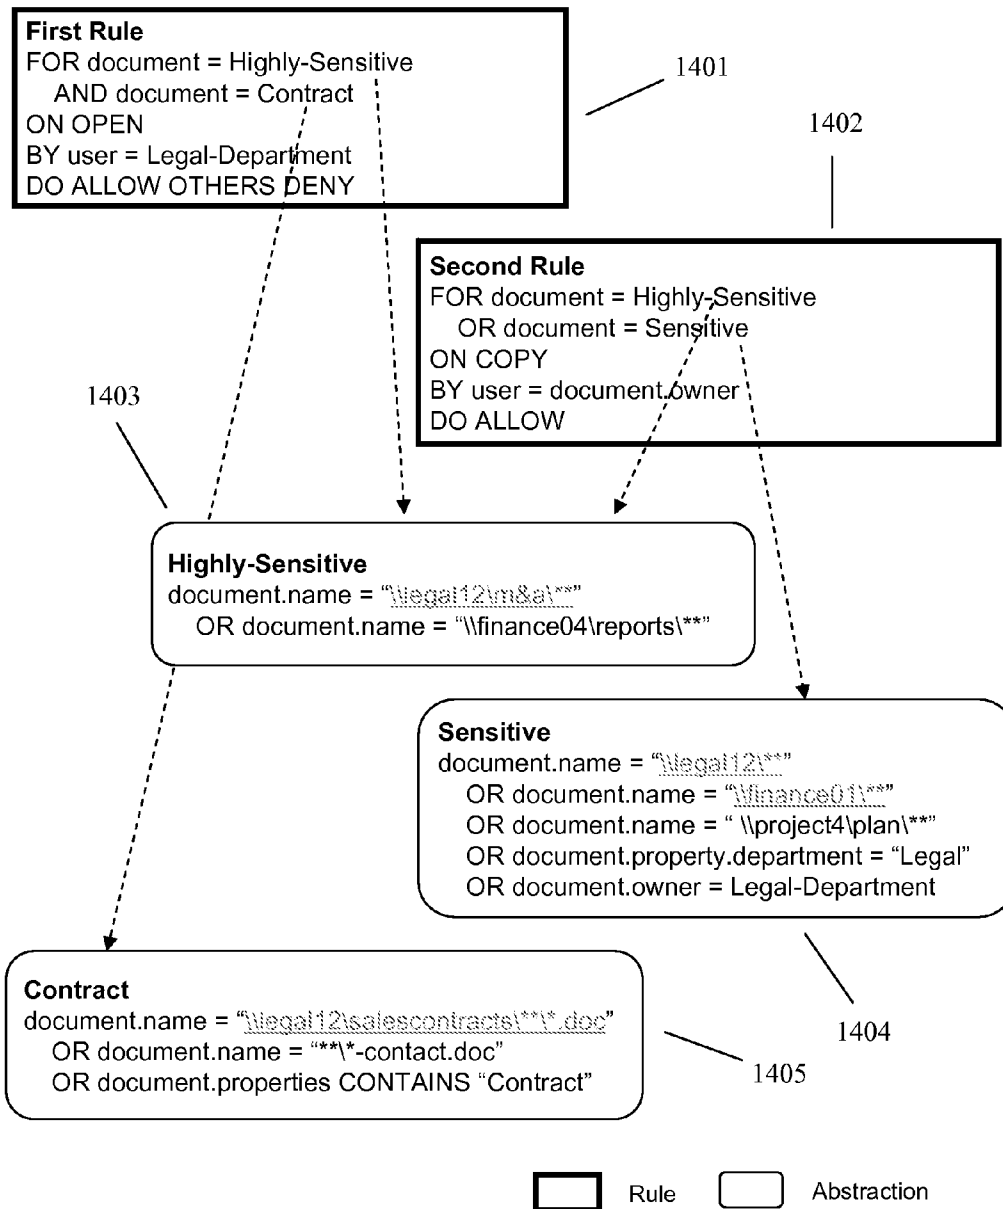 First Rule
FOR document = Highly-Sensitive
AND document = Contract
ON OPEN
BY user = Legal-Department
DO ALLOW OTHERS DENY
1401
1402
Second Rule
FOR document = Highly-Sensitive
OR document = Sensitive
ON COPY
BY user = document.owner
DO ALLOW
1403
Highly-Sensitive
document.name = “\\legal12\m&a\**”
OR document.name = “\\finance04\reports\**”
Sensitive
document.name = “\\legal12\**”
OR document.name = “\\finance01\**”
OR document.name = “ \\project4\plan\**”
OR document.property.department = “Legal”
OR document.owner = Legal-Department
1404
Contract
document.name = “\\legal12\salescontracts\**\*.doc”
OR document.name = “**\*-contact.doc”
OR document.properties CONTAINS “Contract”
1405
Rule
Abstraction